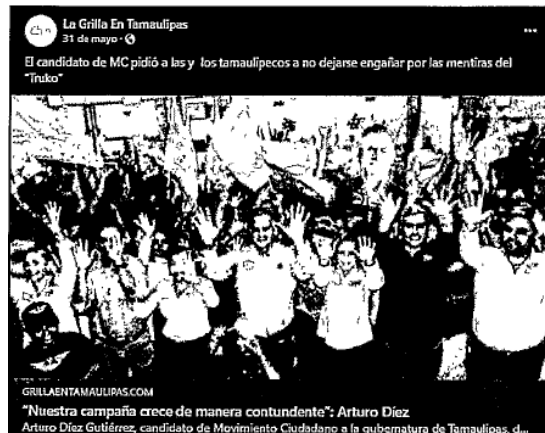 La Grilla En Tamaulipas
31 de mayo ·
El candidato de MC pidió a las y los tamaulipecos a no dejarse engañar por las mentiras del
"Truko"
GRILLAENTAMAULIPAS.COM
"Nuestra campaña crece de manera contundente": Arturo Díez
Arturo Díez Gutiérrez, candidato de Movimiento Ciudadano a la gubernatura de Tamaulipas, d...